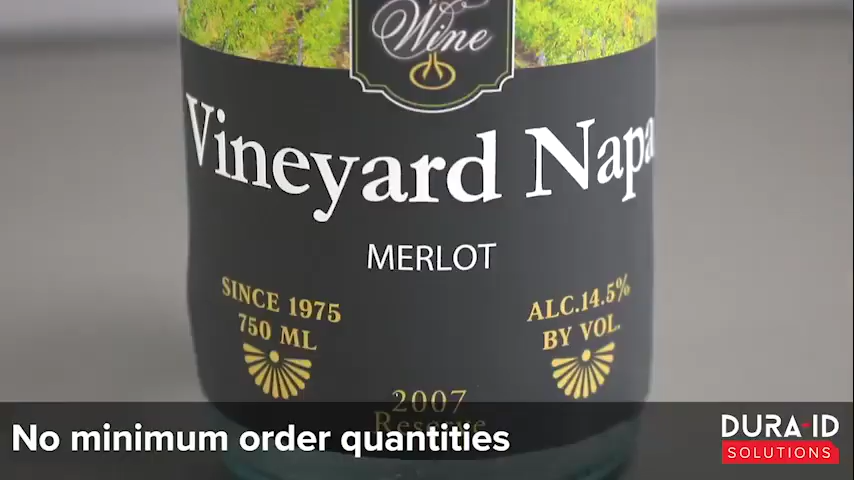 Wine
Vineyard Napa
MERLOT
SINCE 1975
750 ML
ALC.14.5%
BY VOL.
2007
Reserve
No minimum order quantities
DURA-ID
SOLUTIONS